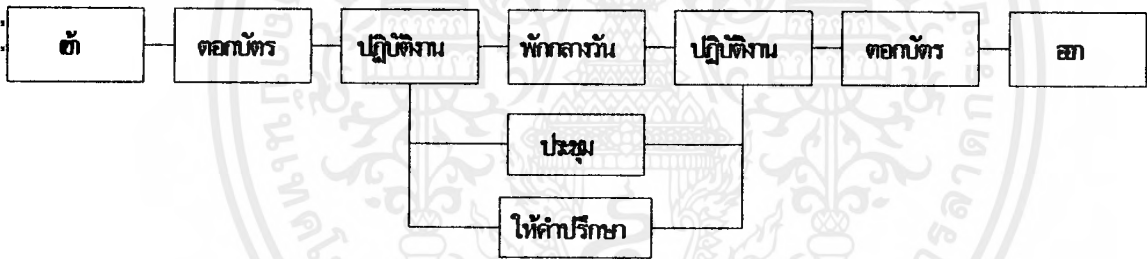 เข้า
ตอกบัตร
ปฏิบัติงาน
พักกลางวัน
ปฏิบัติงาน
ตอกบัตร
ออก
ประชุม
ให้คำปรึกษา